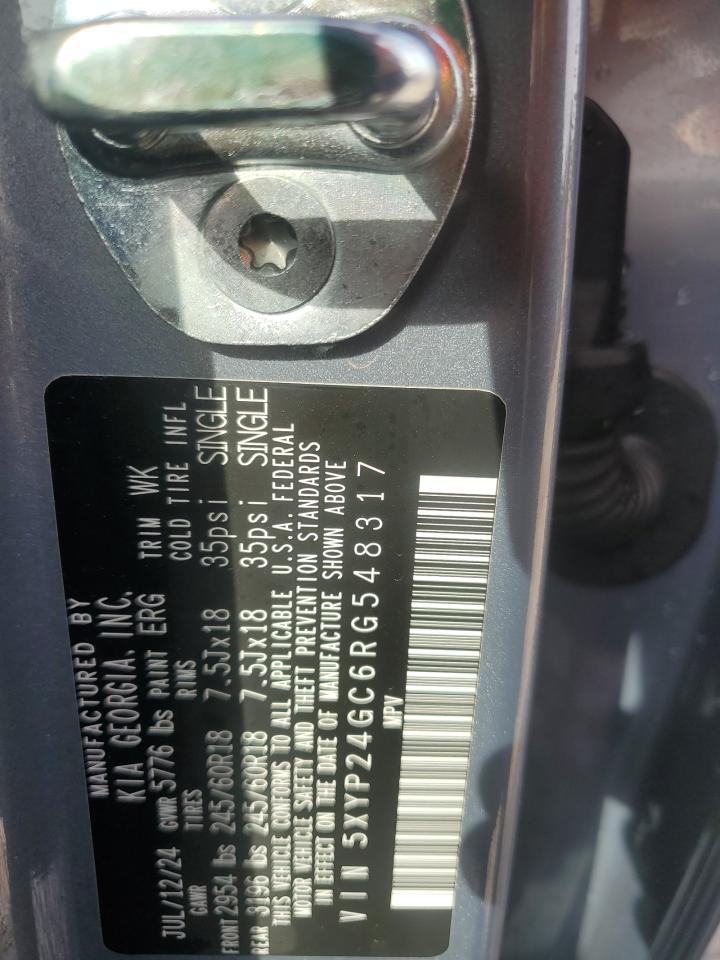 MANUFACTURED BY
KIA GEORGIA, INC.
JUL/12/24 GVWR 5776 lbs PAINT ERG TRIM WK
GAWR TIRES RIMS COLD TIRE INFL
FRONT 2954 lbs 245/60R18 7.5Jx18 35psi SINGLE
REAR 3196 lbs 245/60R18 7.5Jx18 35psi SINGLE
THIS VEHICLE CONFORMS TO ALL APPLICABLE U.S.A. FEDERAL
MOTOR VEHICLE SAFETY AND THEFT PREVENTION STANDARDS
IN EFFECT ON THE DATE OF MANUFACTURE SHOWN ABOVE
VIN 5XYP24GC6RG548317
MPV